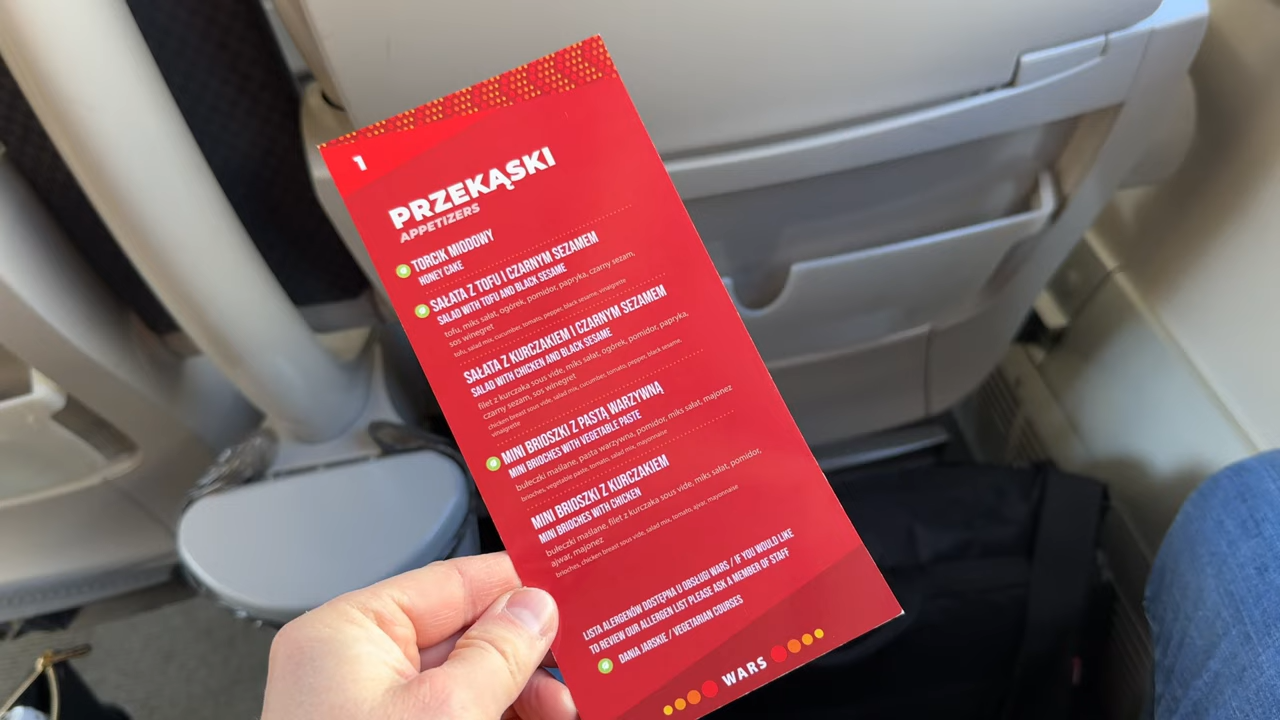 1
PRZEKĄSKI
APPETIZERS
TORCIK MIODOWY
HONEY CAKE
SAŁATA Z TOFU I CZARNYM SEZAMEM
SALAD WITH TOFU AND BLACK SESAME
tofu, miks sałat, ogórek, pomidor, papryka, czarny sezam,
sos winegret
tofu, salad mix, cucumber, tomato, pepper, black sesame, vinaigrette
SAŁATA Z KURCZAKIEM I CZARNYM SEZAMEM
SALAD WITH CHICKEN AND BLACK SESAME
filet z kurczaka sous vide, miks sałat, ogórek, pomidor, papryka,
czarny sezam, sos winegret
chicken breast sous vide, salad mix, cucumber, tomato, pepper, black sesame,
vinaigrette
MINI BRIOSZKI Z PASTĄ WARZYWNĄ
MINI BRIOCHES WITH VEGETABLE PASTE
bułeczki maślane, pasta warzywna, pomidor, miks sałat, majonez
brioches, vegetable paste, tomato, salad mix, mayonnaise
MINI BRIOSZKI Z KURCZAKIEM
MINI BRIOCHES WITH CHICKEN
bułeczki maślane, filet z kurczaka sous vide, miks sałat, pomidor,
ajwar, majonez
brioches, chicken breast sous vide, salad mix, tomato, ajvar, mayonnaise
LISTA ALERGENÓW DOSTĘPNA U OBSŁUGI WARS / IF YOU WOULD LIKE
TO REVIEW OUR ALLERGEN LIST PLEASE ASK A MEMBER OF STAFF
DANIA JARSKIE / VEGETARIAN COURSES
WARS